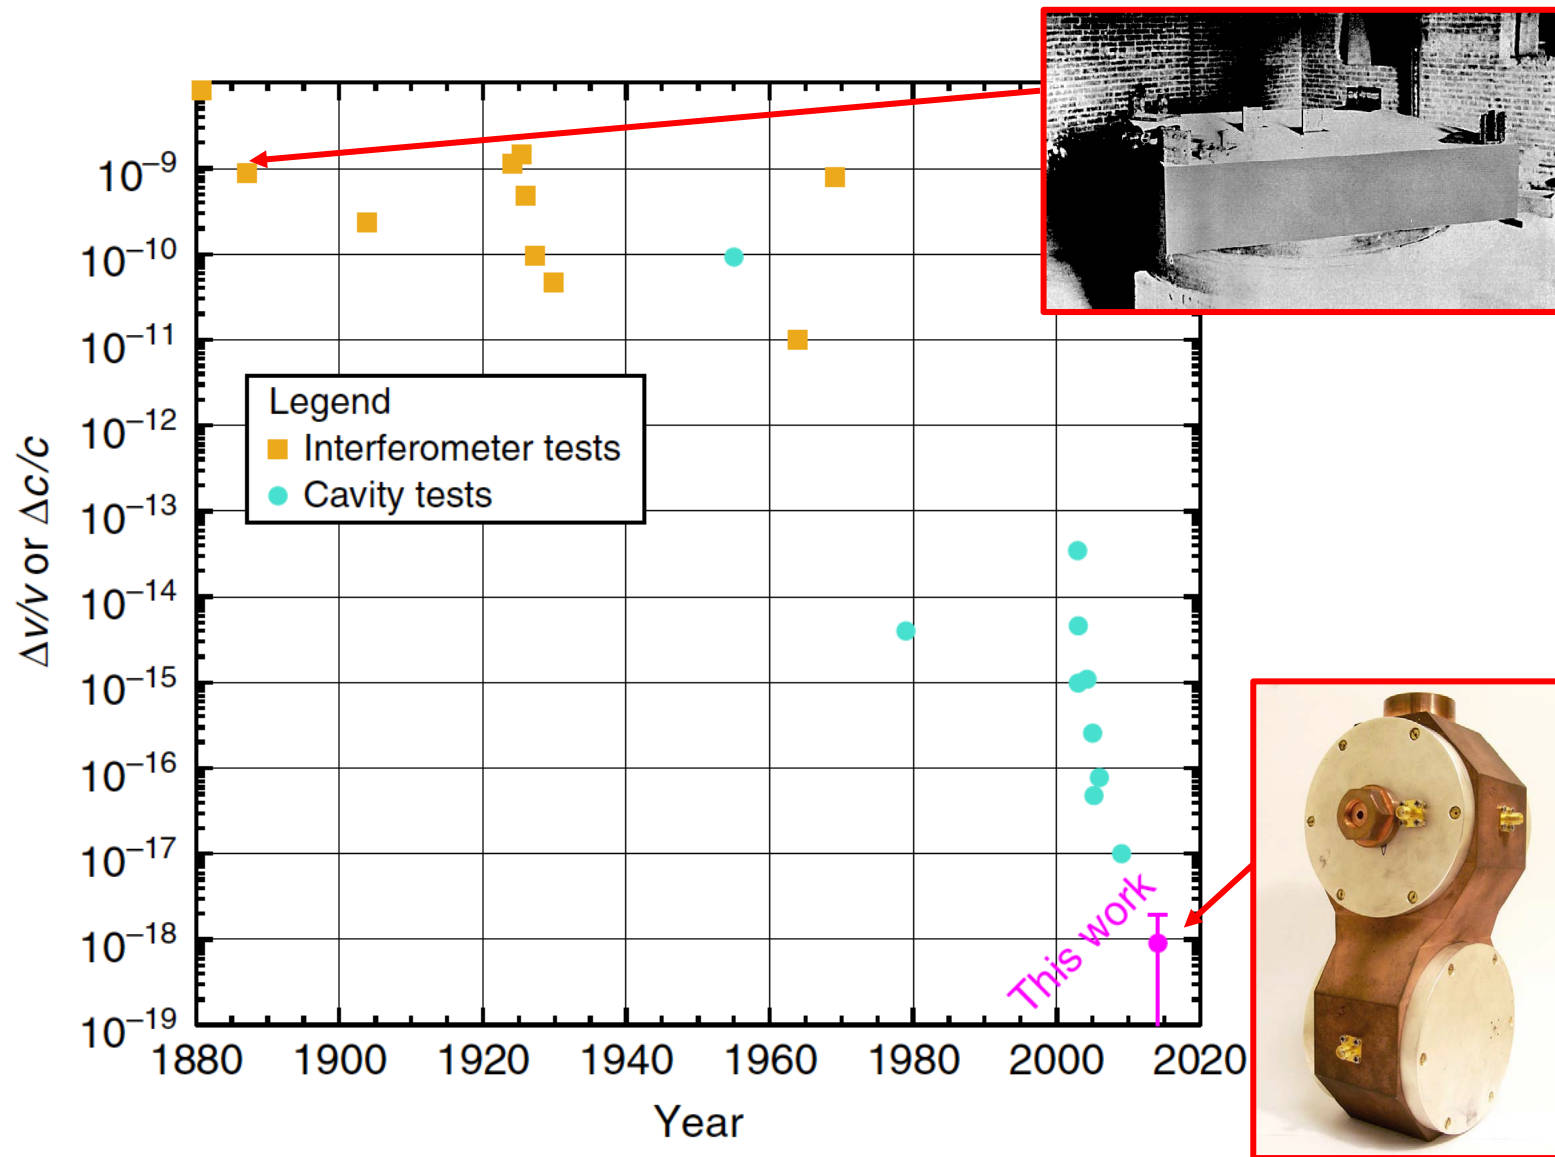 10⁻⁹
10⁻¹⁰
10⁻¹¹
10⁻¹²
10⁻¹³
10⁻¹⁴
10⁻¹⁵
10⁻¹⁶
10⁻¹⁷
10⁻¹⁸
10⁻¹⁹
Δν/ν or Δc/c
Legend
Interferometer tests
Cavity tests
This work
1880 1900 1920 1940 1960 1980 2000 2020
Year